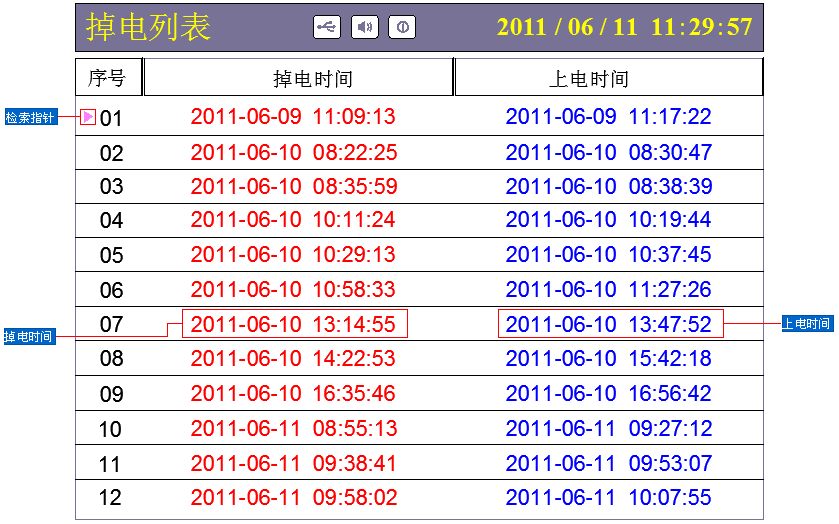 掉电列表 2011 / 06 / 11 11:29:57
序号 掉电时间 上电时间
检索指针 01 2011-06-09 11:09:13 2011-06-09 11:17:22
02 2011-06-10 08:22:25 2011-06-10 08:30:47
03 2011-06-10 08:35:59 2011-06-10 08:38:39
04 2011-06-10 10:11:24 2011-06-10 10:19:44
05 2011-06-10 10:29:13 2011-06-10 10:37:45
06 2011-06-10 10:58:33 2011-06-10 11:27:26
07 2011-06-10 13:14:55 2011-06-10 13:47:52 上电时间
掉电时间
08 2011-06-10 14:22:53 2011-06-10 15:42:18
09 2011-06-10 16:35:46 2011-06-10 16:56:42
10 2011-06-11 08:55:13 2011-06-11 09:27:12
11 2011-06-11 09:38:41 2011-06-11 09:53:07
12 2011-06-11 09:58:02 2011-06-11 10:07:55